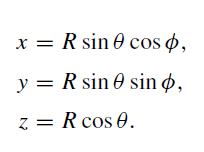 x = R sin θ cos ϕ,
y = R sin θ sin ϕ,
z = R cos θ.